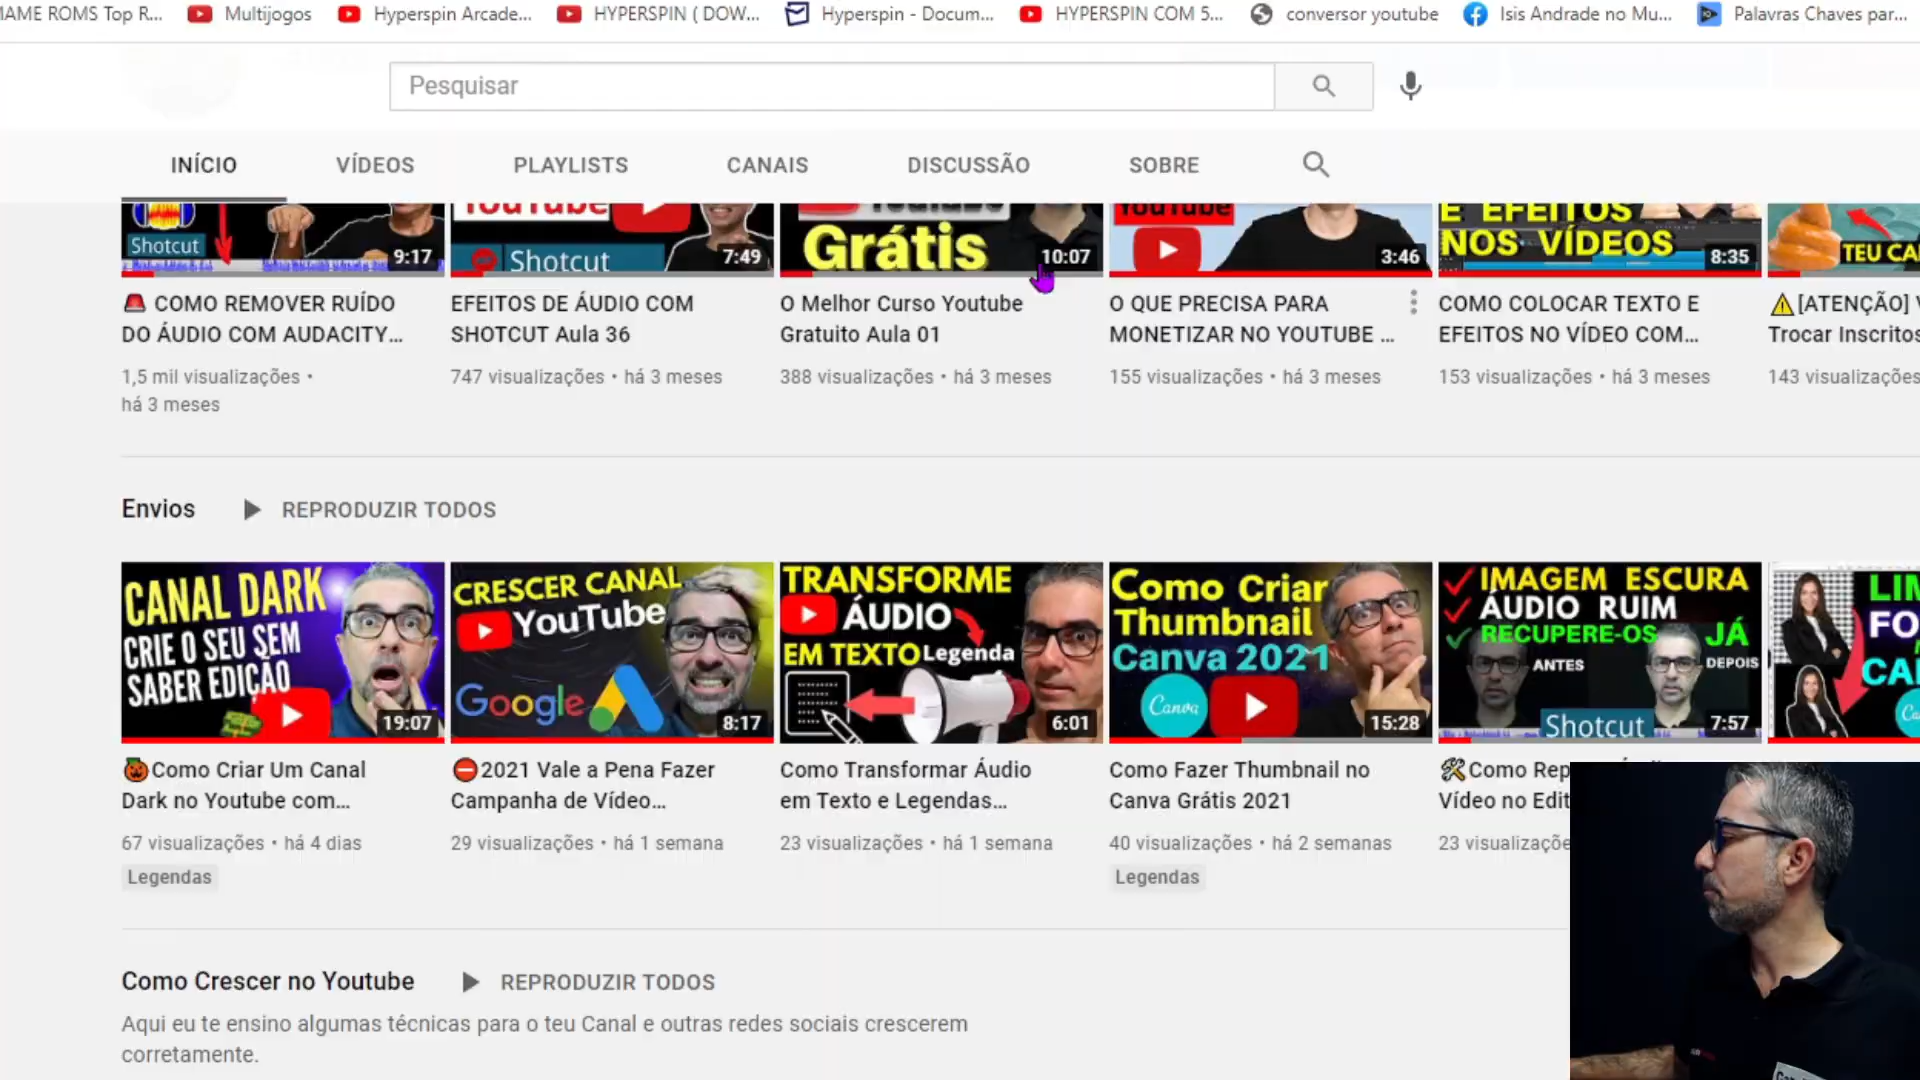 MAME ROMS Top R... Multijogos Hyperspin Arcade... HYPERSPIN ( DOW... Hyperspin - Docum... HYPERSPIN COM 5... conversor youtube Isis Andrade no Mu... Palavras Chaves par...
Pesquisar
INÍCIO VÍDEOS PLAYLISTS CANAIS DISCUSSÃO SOBRE
Shotcut
9:17
YouTube
Shotcut
7:49
Youtube
Grátis
10:07
YouTube
3:46
E EFEITOS
NOS VÍDEOS
8:35
🚨 COMO REMOVER RUÍDO
DO ÁUDIO COM AUDACITY...
1,5 mil visualizações •
há 3 meses
EFEITOS DE ÁUDIO COM
SHOTCUT Aula 36
747 visualizações • há 3 meses
O Melhor Curso Youtube
Gratuito Aula 01
388 visualizações • há 3 meses
O QUE PRECISA PARA
MONETIZAR NO YOUTUBE ...
155 visualizações • há 3 meses
COMO COLOCAR TEXTO E
EFEITOS NO VÍDEO COM...
153 visualizações • há 3 meses
TEU
⚠️[ATENÇÃO]
Trocar Inscritos
143 visualizações
Envios REPRODUZIR TODOS
CANAL DARK
CRIE O SEU SEM
SABER EDIÇÃO
19:07
🎃Como Criar Um Canal
Dark no Youtube com...
67 visualizações • há 4 dias
Legendas
CRESCER CANAL
YouTube
Google
8:17
⛔2021 Vale a Pena Fazer
Campanha de Vídeo...
29 visualizações • há 1 semana
TRANSFORME
ÁUDIO
EM TEXTO Legenda
6:01
Como Transformar Áudio
em Texto e Legendas...
23 visualizações • há 1 semana
Como Criar
Thumbnail
Canva 2021
Canva
15:28
Como Fazer Thumbnail no
Canva Grátis 2021
40 visualizações • há 2 semanas
Legendas
IMAGEM ESCURA
ÁUDIO RUIM
RECUPERE-OS JÁ
ANTES DEPOIS
Shotcut
7:57
🛠Como Rep
Vídeo no Edit
23 visualizaçõe
Como Crescer no Youtube REPRODUZIR TODOS
Aqui eu te ensino algumas técnicas para o teu Canal e outras redes sociais crescerem
corretamente.